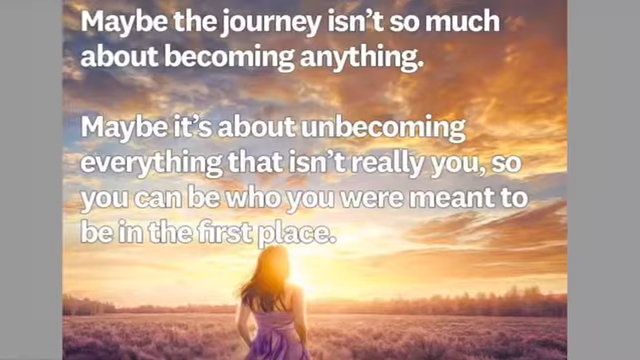 Maybe the journey isn’t so much
about becoming anything.
Maybe it’s about unbecoming
everything that isn’t really you, so
you can be who you were meant to
be in the first place.